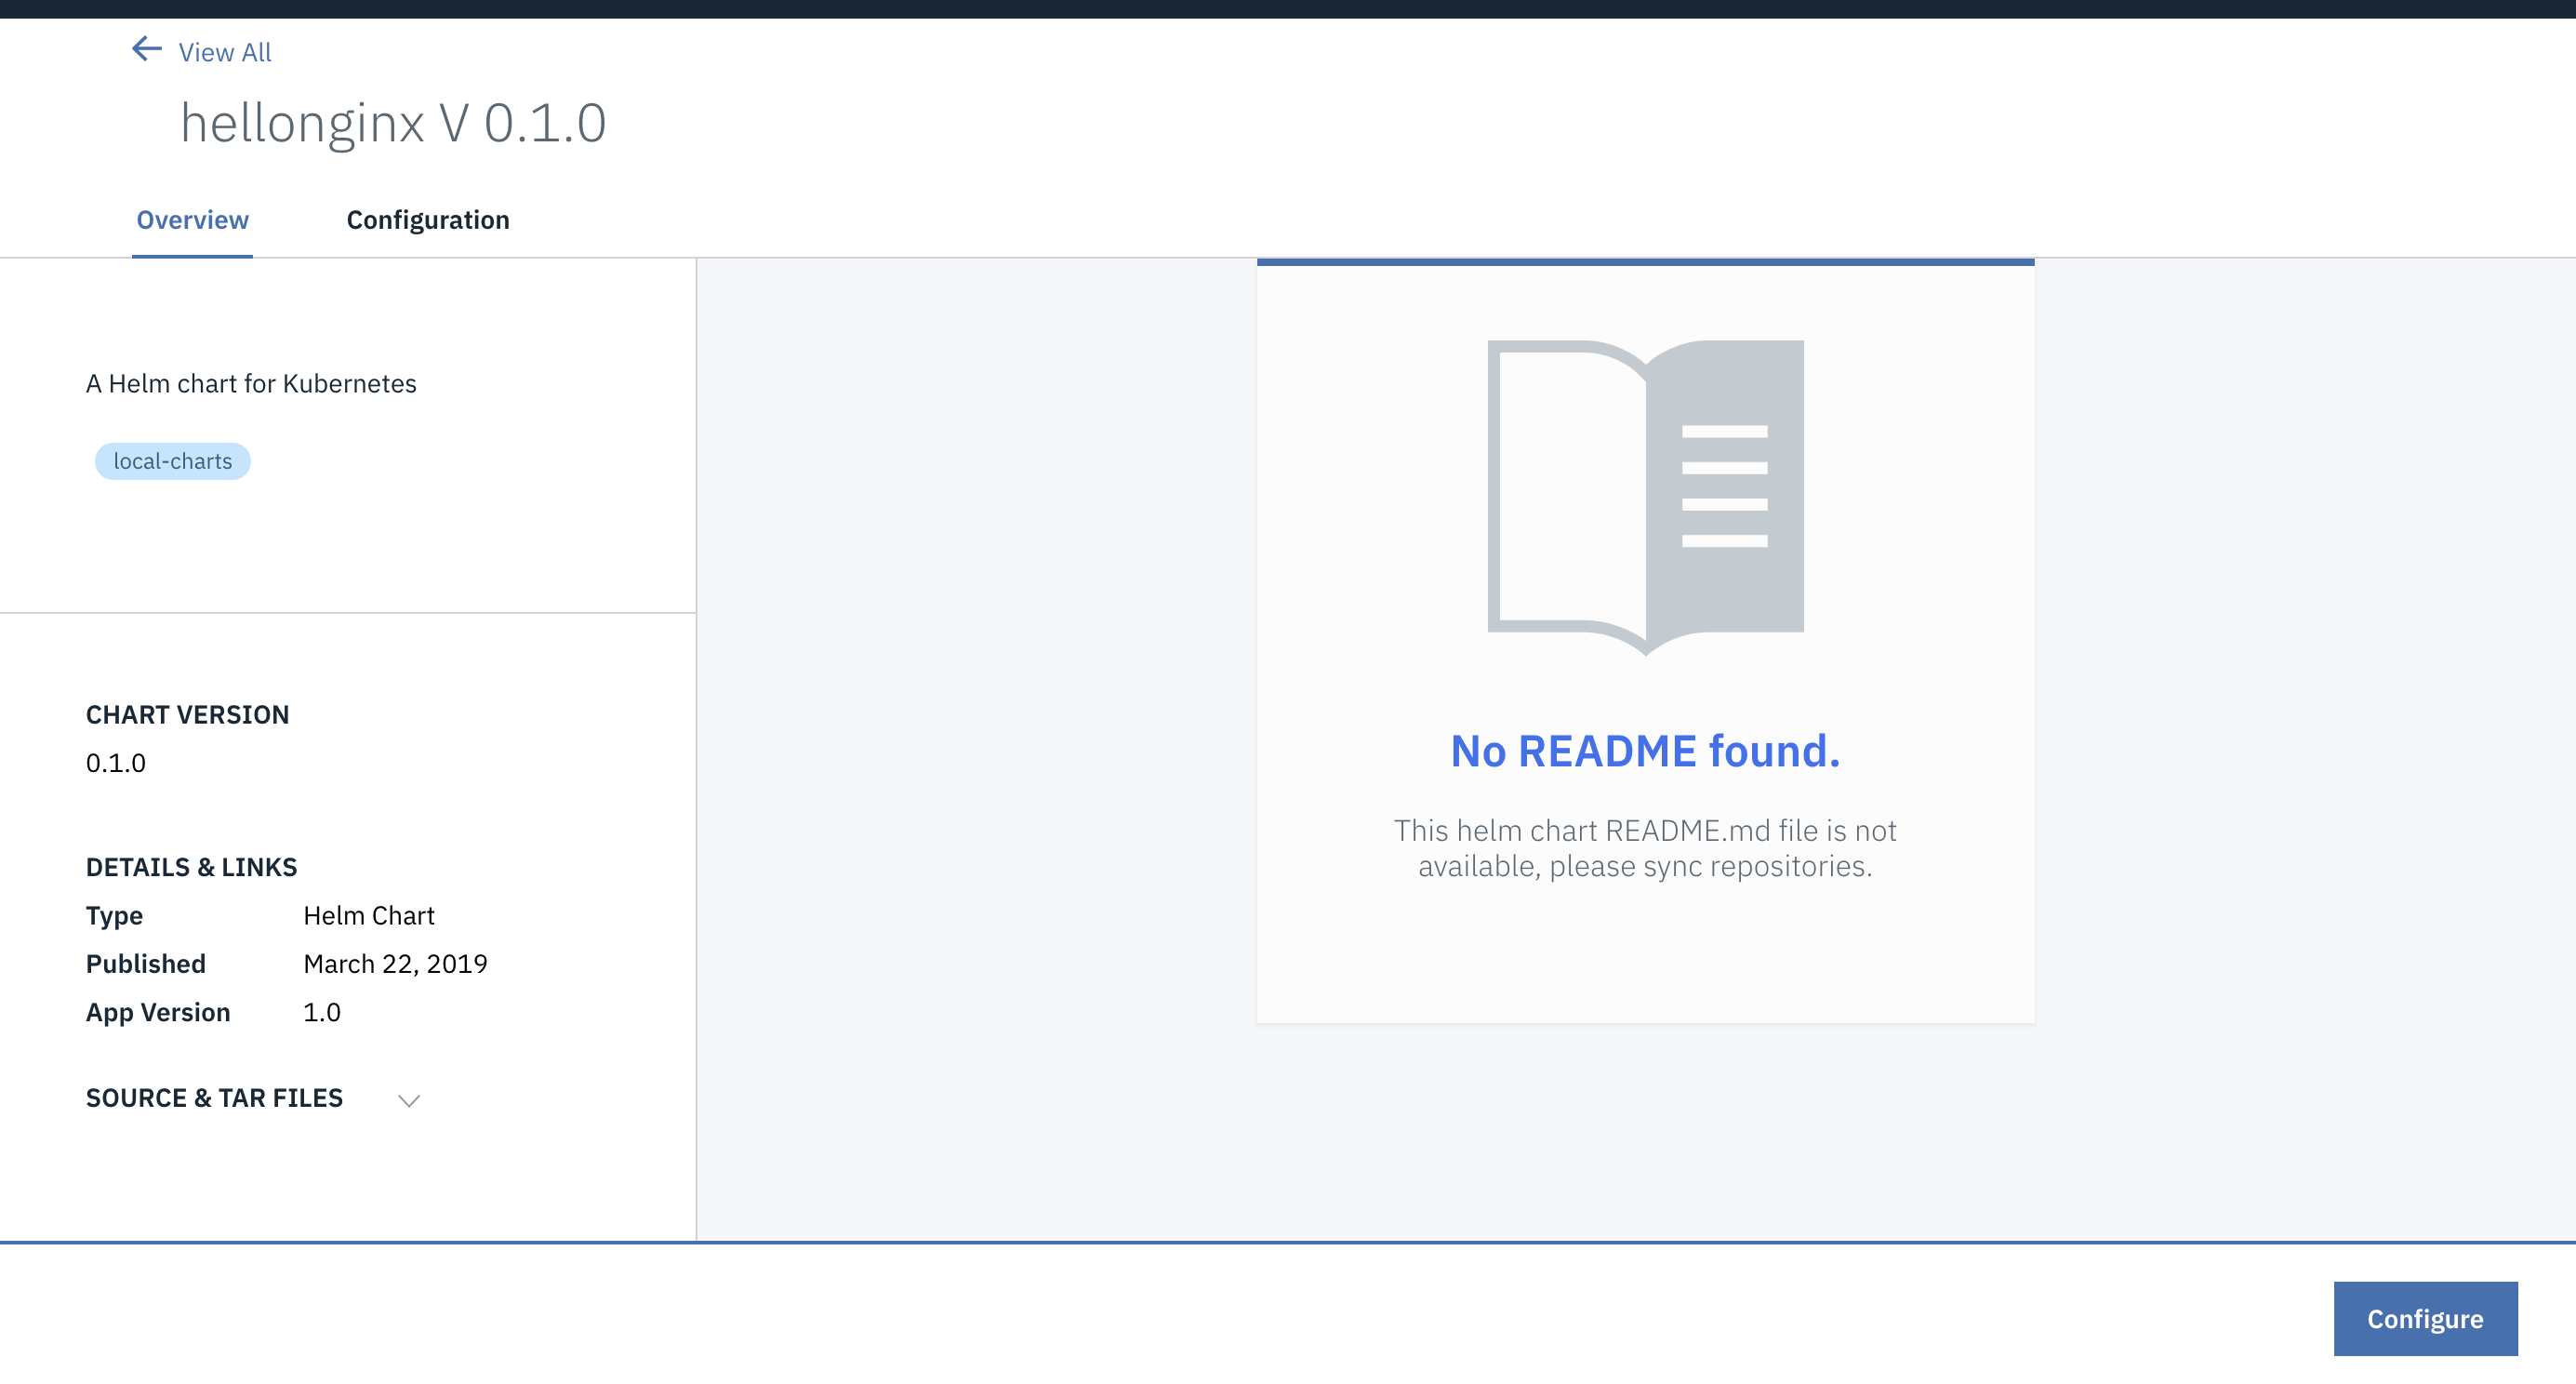 View All
hellonginx V 0.1.0
Overview Configuration
A Helm chart for Kubernetes
local-charts
CHART VERSION
0.1.0
DETAILS & LINKS
Type Helm Chart
Published March 22, 2019
App Version 1.0
SOURCE & TAR FILES
No README found.
This helm chart README.md file is not
available, please sync repositories.
Configure